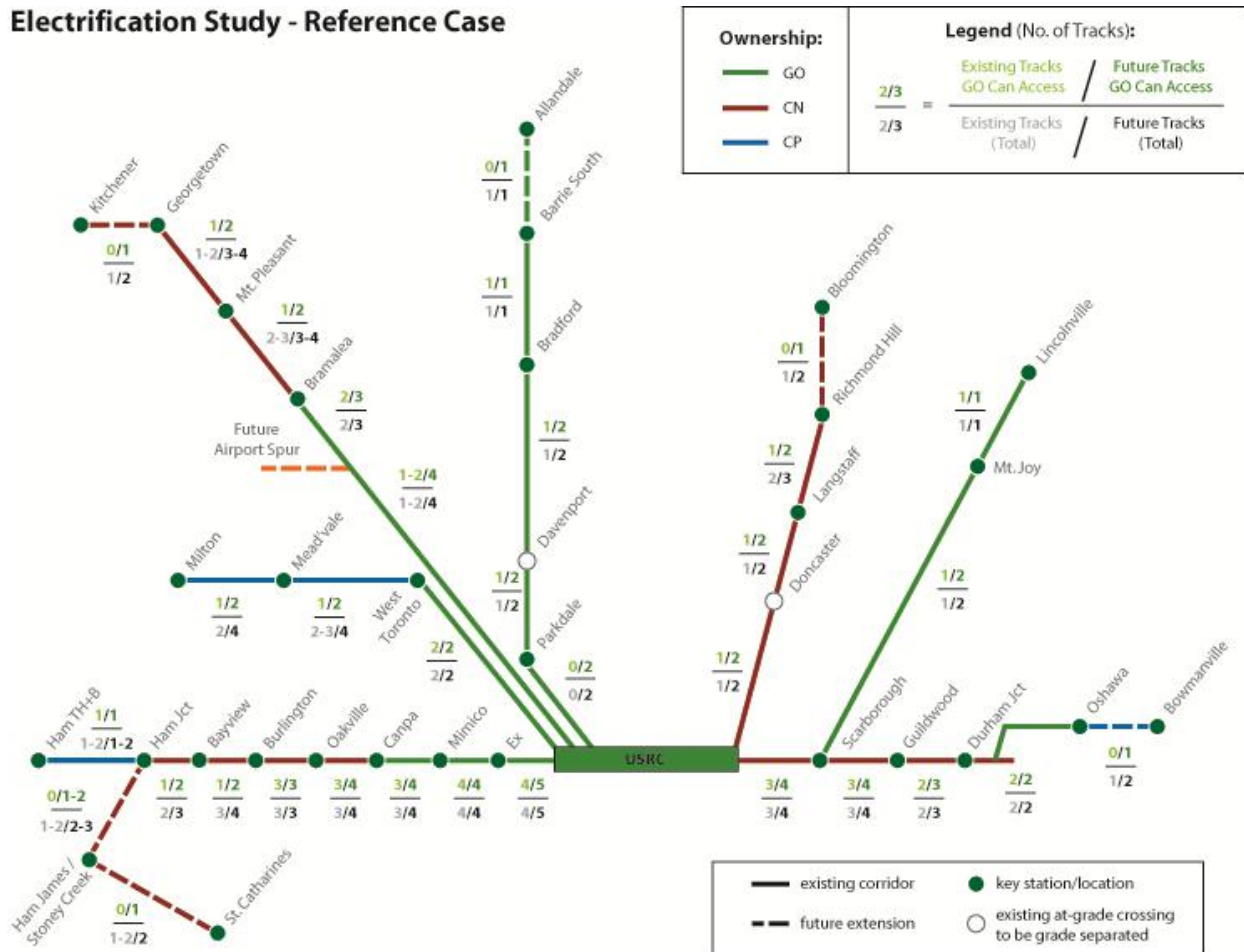 Electrification Study - Reference Case
Ownership:
GO
CN
CP
Legend (No. of Tracks):
2/3
2/3
=
Existing Tracks
GO Can Access
/
Future Tracks
GO Can Access
Existing Tracks
(Total)
/
Future Tracks
(Total)
Kitchener
Georgetown
0/1
1/2
1/2
1-2/3-4
Mt. Pleasant
1/2
2-3/3-4
Bramalea
2/3
2/3
Future
Airport Spur
1-2/4
1-2/4
Allandale
0/1
1/1
Barrie South
1/1
1/1
Bradford
1/2
1/2
Davenport
1/2
1/2
Parkdale
0/2
0/2
Milton
Mead'vale
West
Toronto
1/2
2/4
1/2
2-3/4
2/2
2/2
Bloomington
0/1
1/2
Richmond Hill
1/2
2/3
Langstaff
1/2
1/2
Doncaster
1/2
1/2
Lincolnville
1/1
1/1
Mt. Joy
1/2
1/2
Ham TH+B
1/1
1-2/1-2
Ham Jct
Bayview
Burlington
Oakville
Canpa
Mimico
Ex
USRC
Scarborough
Guildwood
Durham Jct
Oshawa
Bowmanville
0/1-2
1-2/2-3
1/2
2/3
1/2
3/4
3/3
3/3
3/4
3/4
3/4
3/4
4/4
4/4
4/5
4/5
3/4
3/4
3/4
3/4
2/3
2/3
2/2
2/2
0/1
1/2
Ham James /
Stoney Creek
0/1
1-2/2
St. Catharines
existing corridor
future extension
key station/location
existing at-grade crossing
to be grade separated